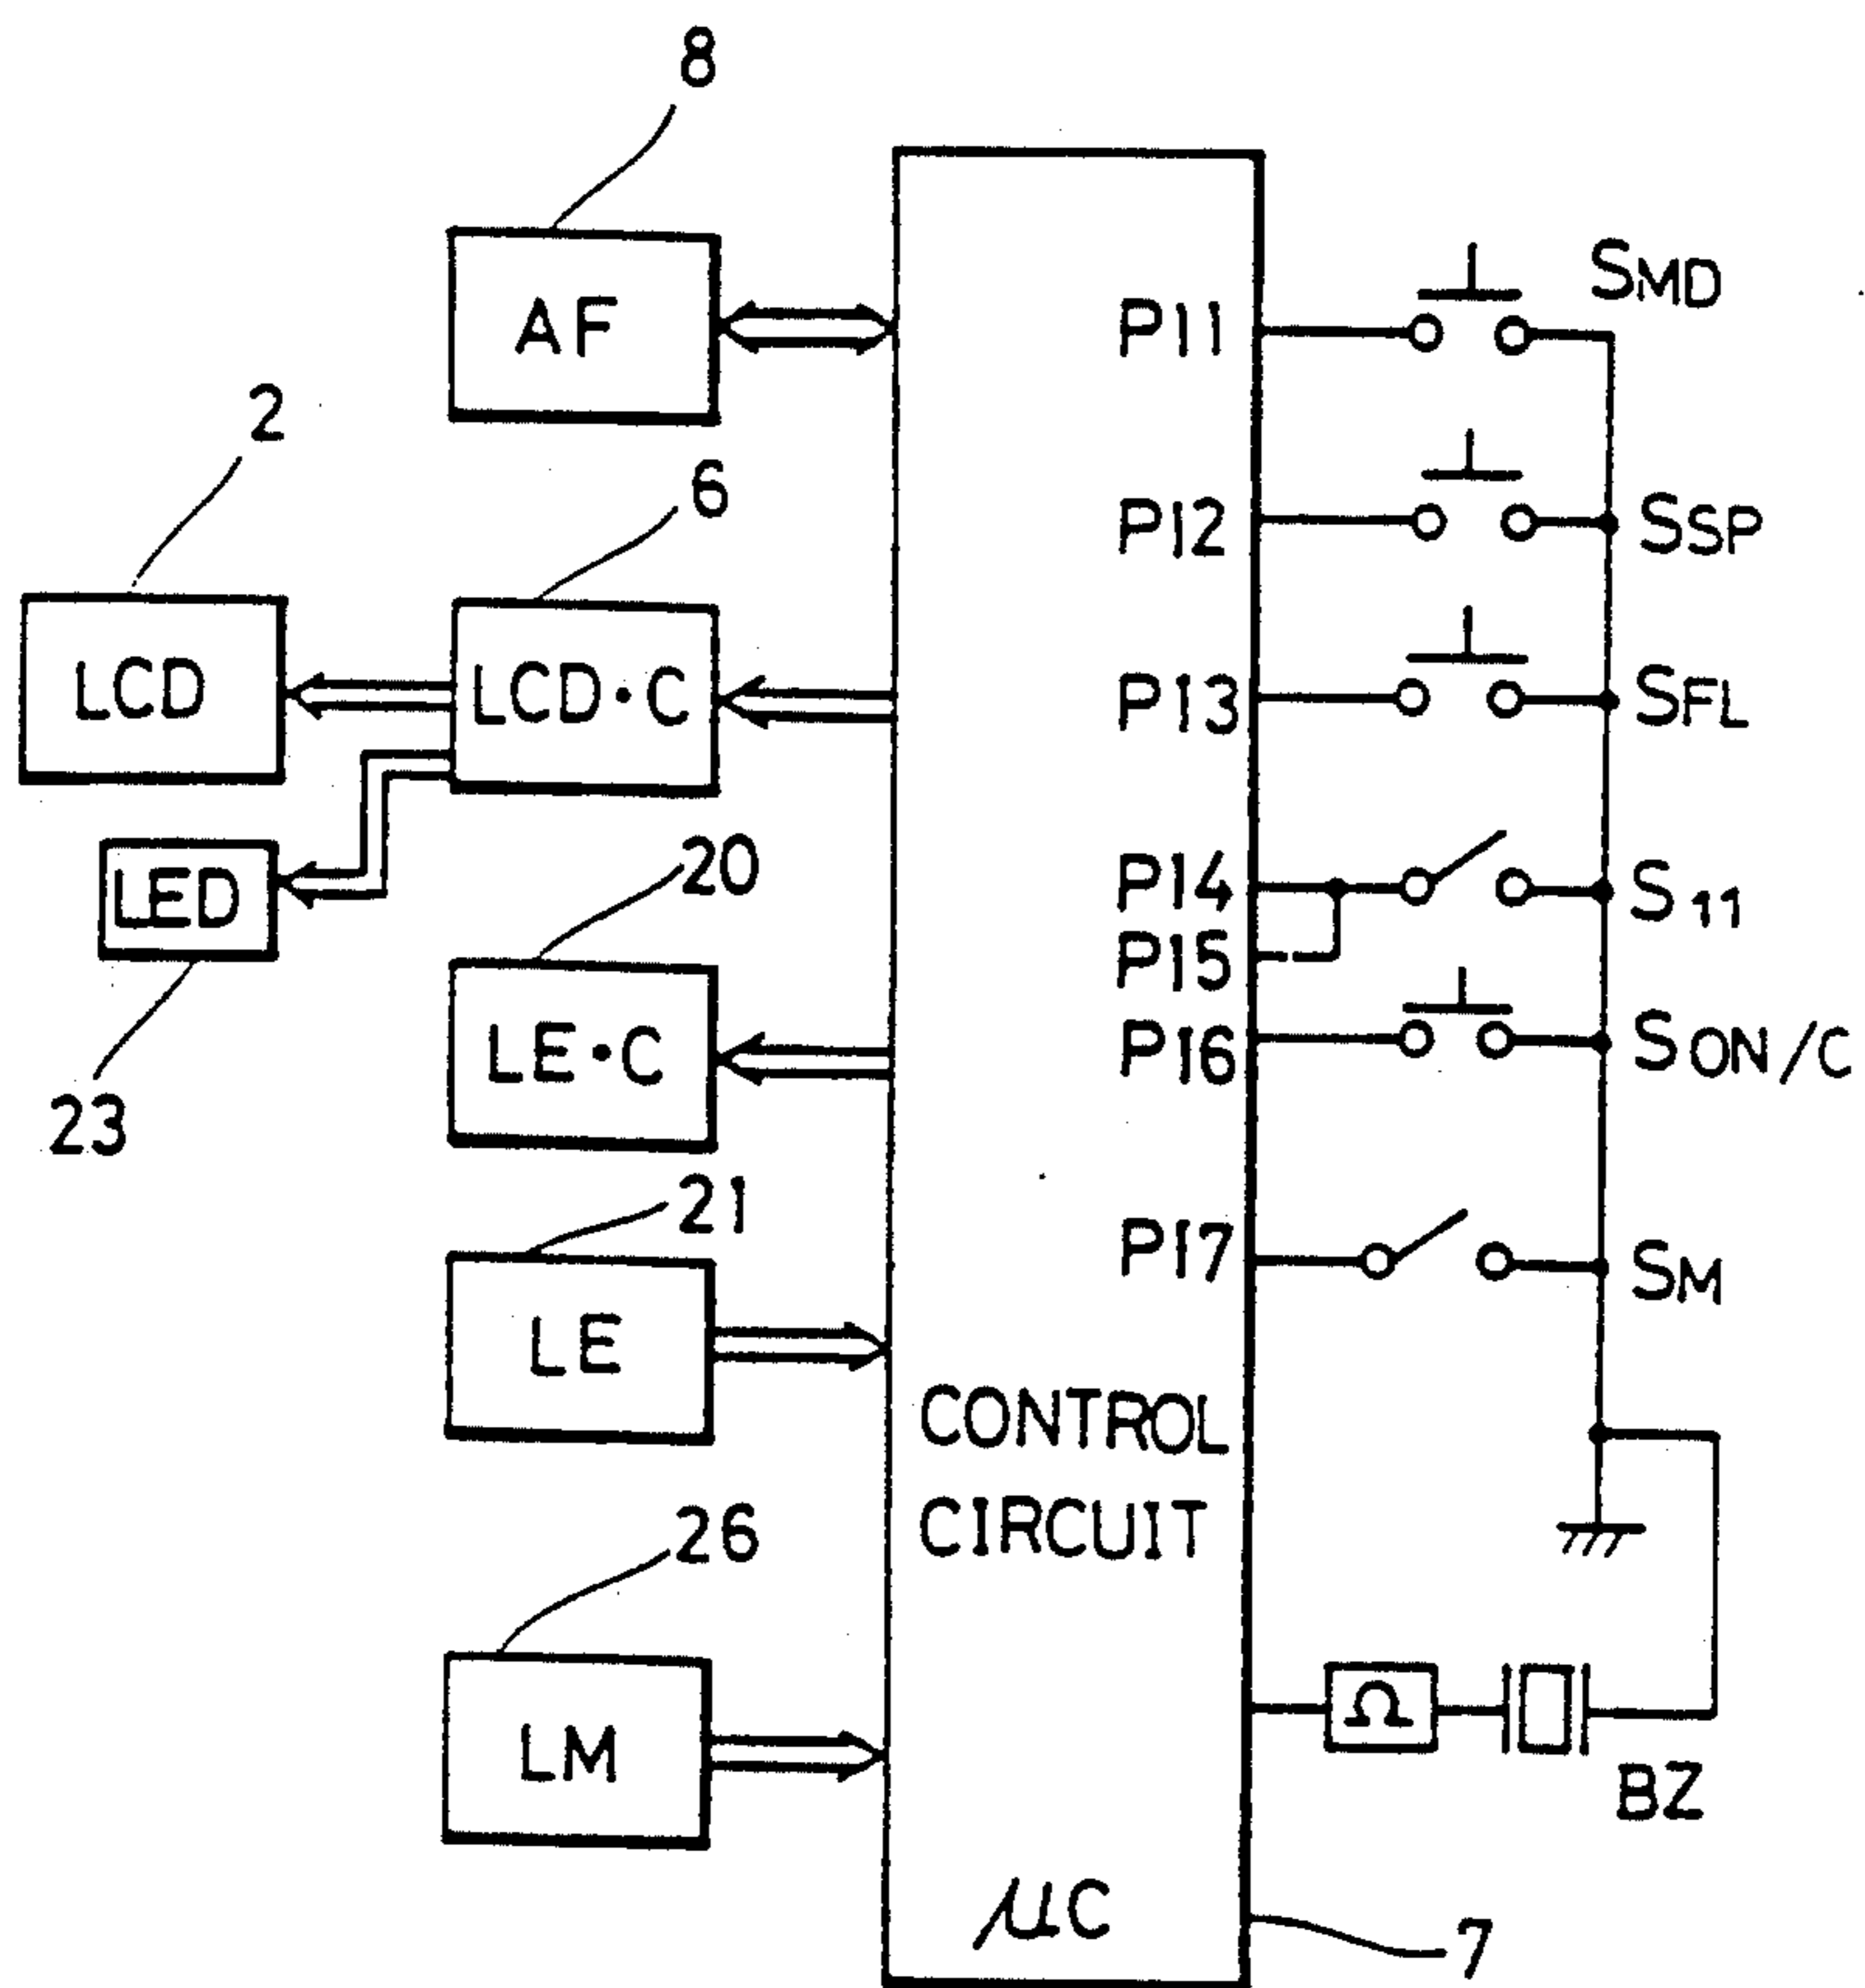 8
AF
2
6
LCD
LCD·C
LED
23
20
LE·C
21
LE
26
LM
P11
P12
P13
P14
P15
P16
P17
CONTROL
CIRCUIT
μC
7
SMD
SSP
SFL
S11
SON/C
SM
Ω
BZ